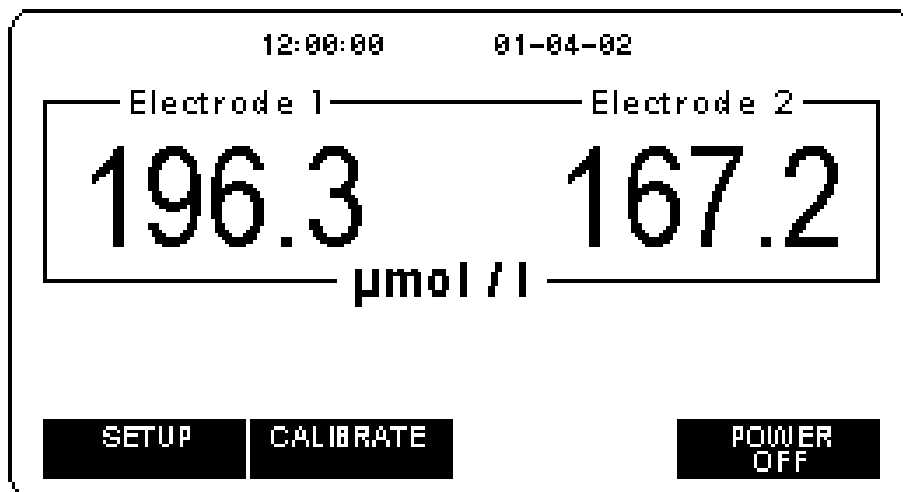 12:00:00 01-04-02
Electrode 1 Electrode 2
196.3 167.2
µmol / l
SETUP CALIBRATE POWER OFF